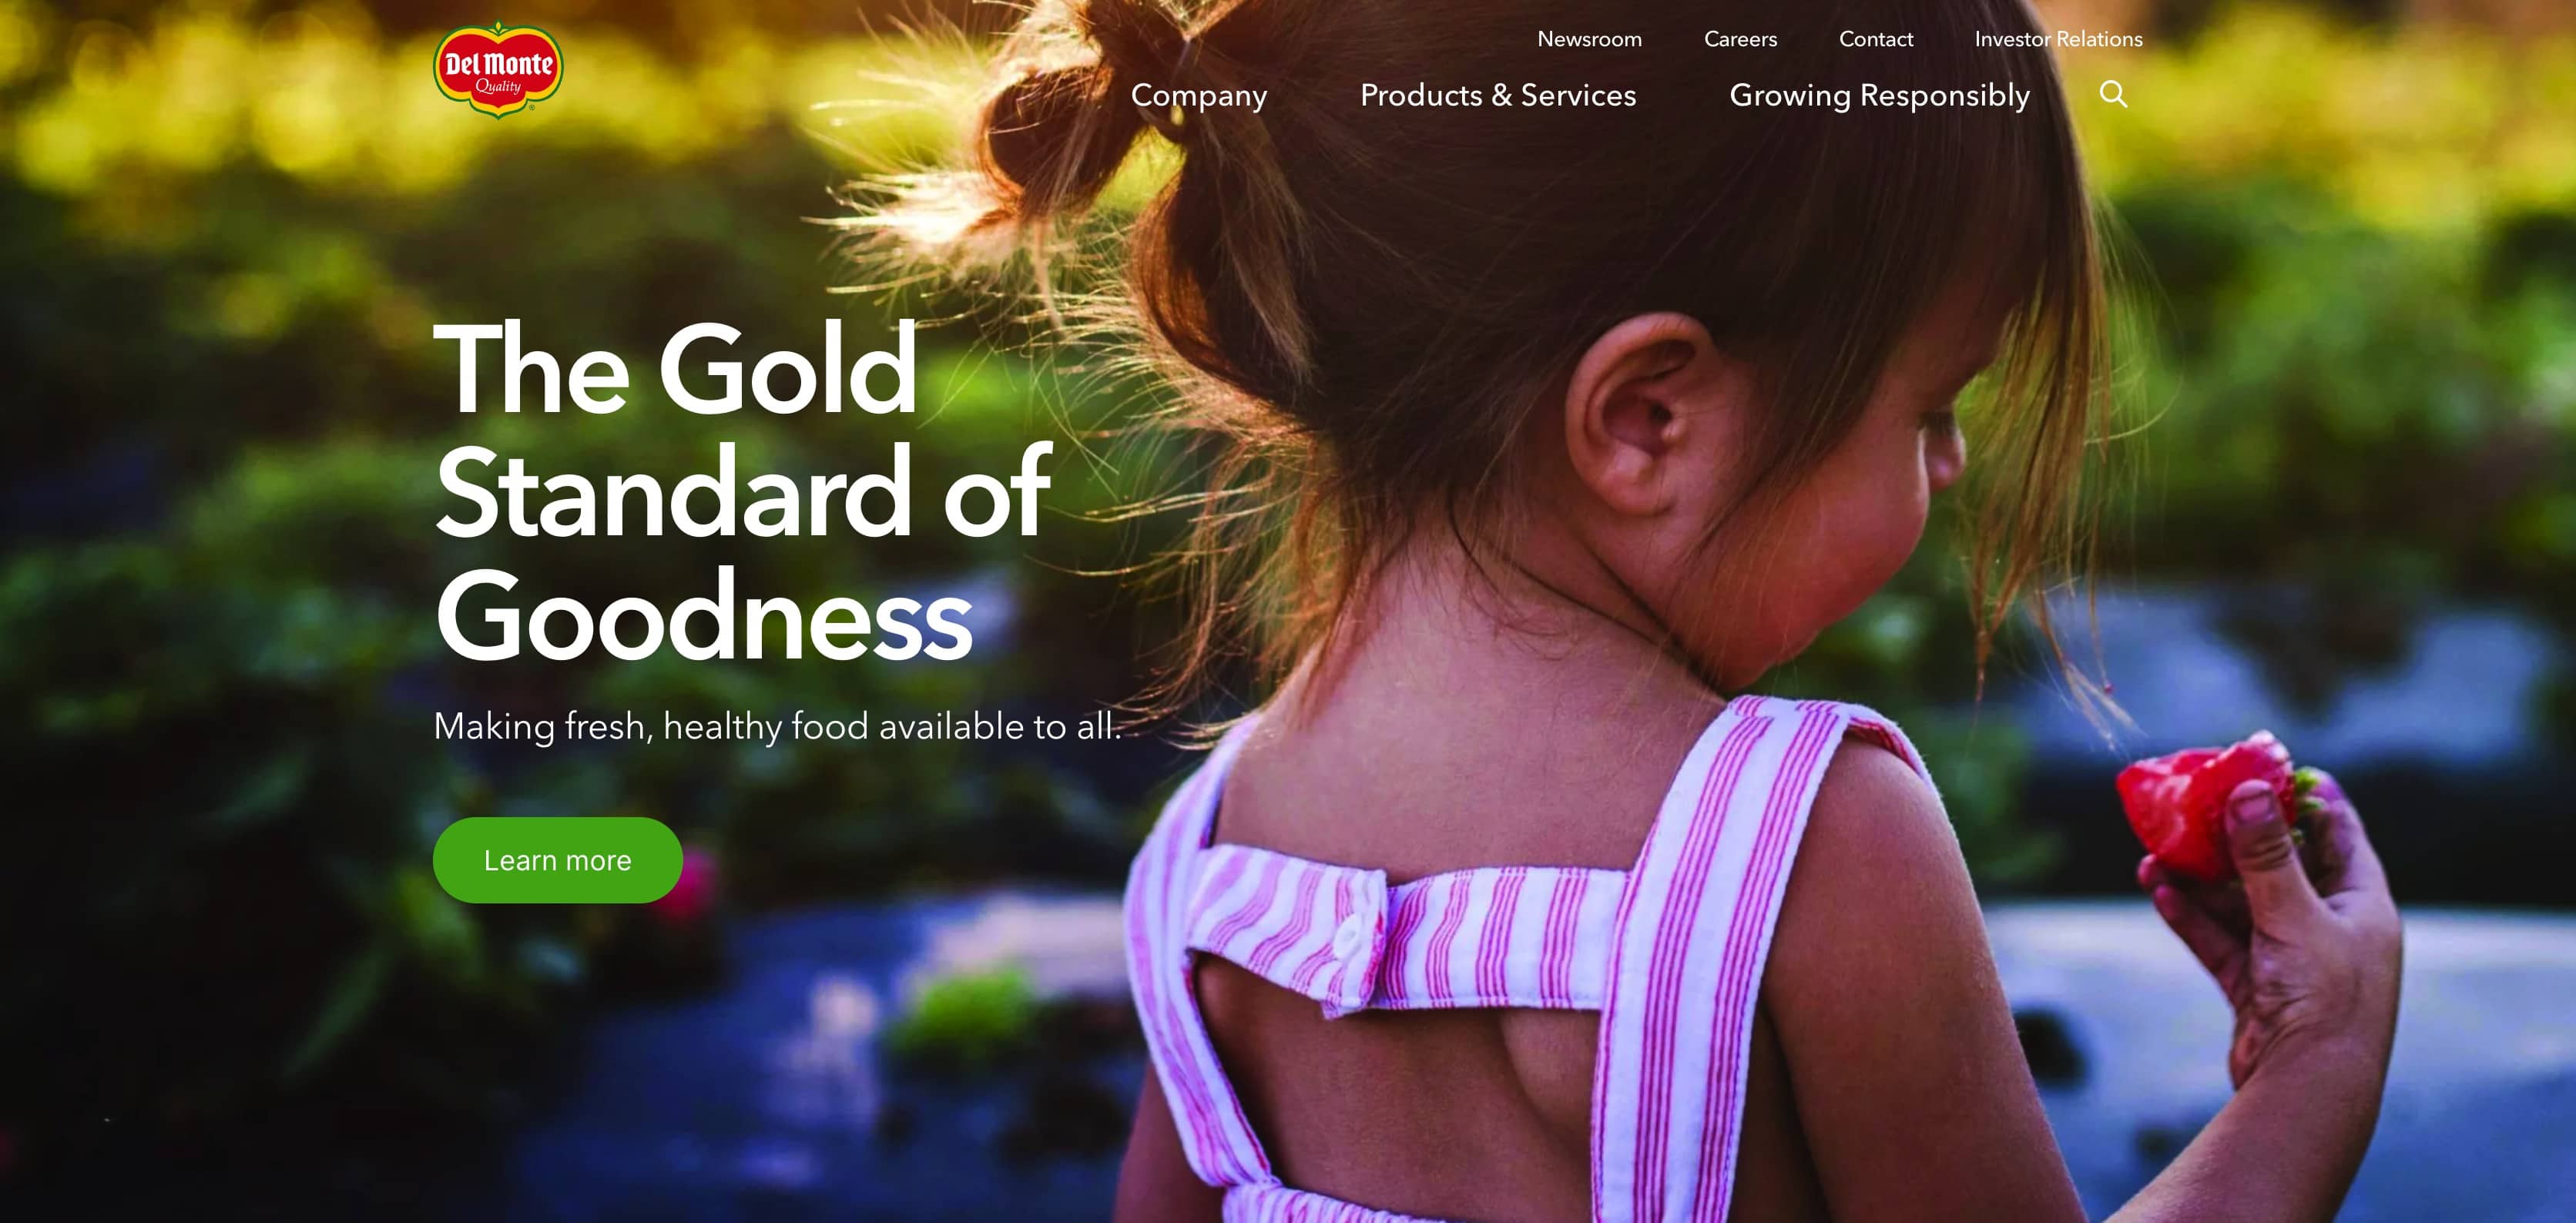 Del Monte
Quality
®
Newsroom Careers Contact Investor Relations
Company Products & Services Growing Responsibly
The Gold
Standard of
Goodness
Making fresh, healthy food available to all.
Learn more